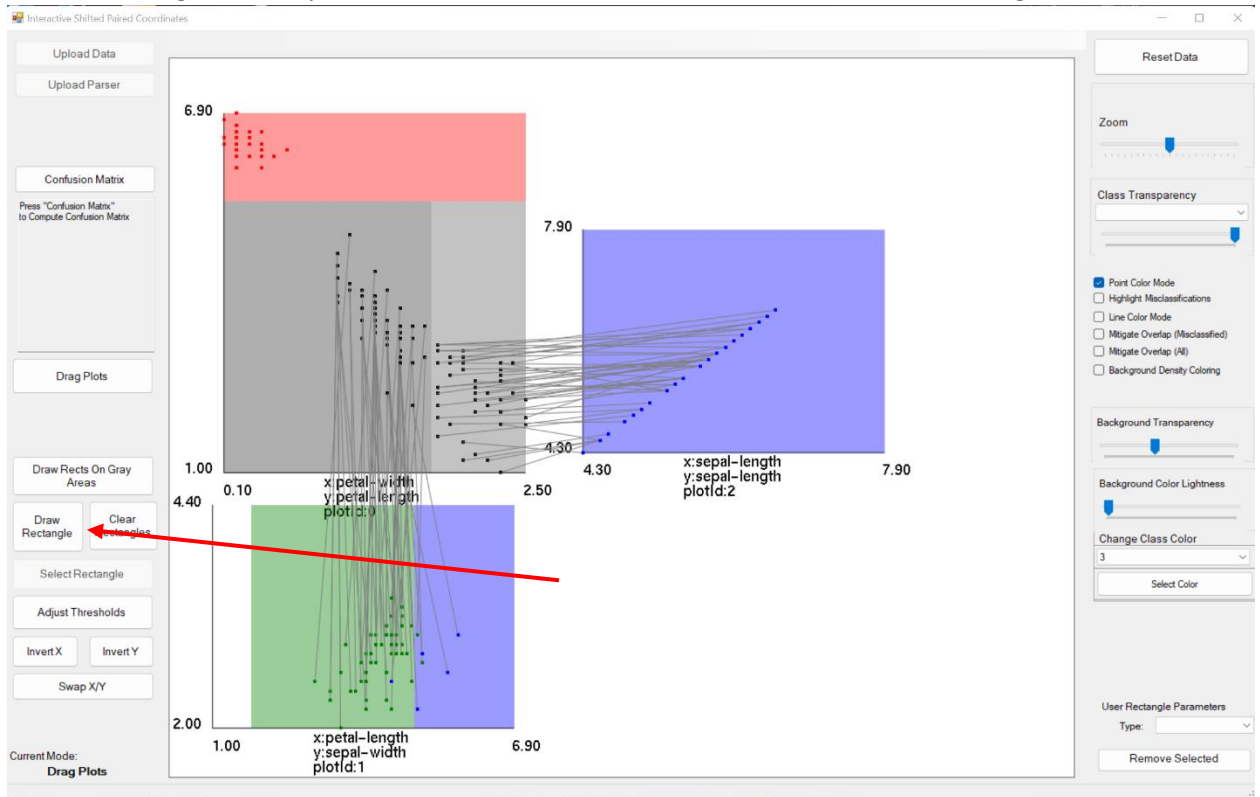 Interactive Shifted Paired Coordinates
Upload Data
Upload Parser
Confusion Matrix
Press "Confusion Matrix"
to Compute Confusion Matrix
Drag Plots
Draw Rects On Gray
Areas
Draw
Rectangle
Clear
Rectangles
Select Rectangle
Adjust Thresholds
Invert X
Invert Y
Swap X/Y
Current Mode:
Drag Plots
6.90
1.00
0.10
2.50
x:petal-width
y:petal-length
plotId:0
7.90
4.30
4.30
7.90
x:sepal-length
y:sepal-length
plotId:2
4.40
2.00
1.00
6.90
x:petal-length
y:sepal-width
plotId:1
Reset Data
Zoom
Class Transparency
Point Color Mode
Highlight Misclassifications
Line Color Mode
Mitigate Overlap (Misclassified)
Mitigate Overlap (All)
Background Density Coloring
Background Transparency
Background Color Lightness
Change Class Color
3
Select Color
User Rectangle Parameters
Type:
Remove Selected